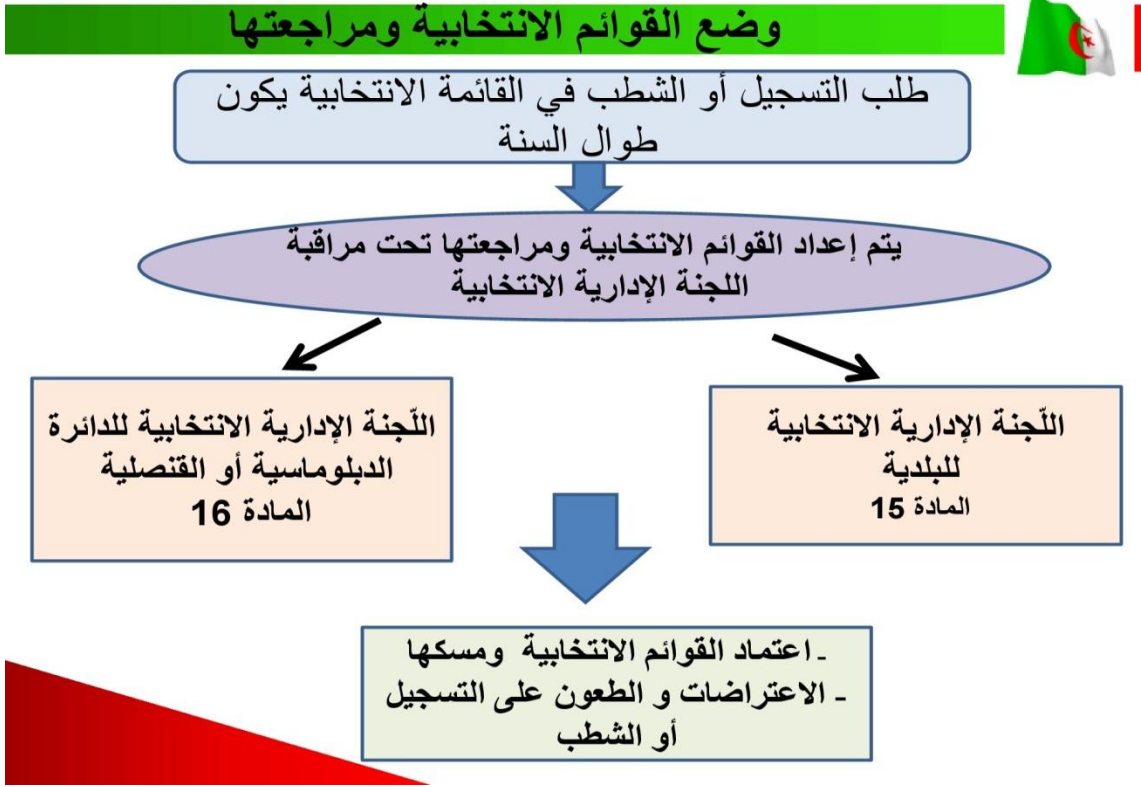 وضع القوائم الانتخابية ومراجعتها
طلب التسجيل أو الشطب في القائمة الانتخابية يكون
طوال السنة
يتم إعداد القوائم الانتخابية ومراجعتها تحت مراقبة
اللجنة الإدارية الانتخابية
اللّجنة الإدارية الانتخابية
للبلدية
المادة 15
اللّجنة الإدارية الانتخابية للدائرة
الدبلوماسية أو القنصلية
المادة 16
- اعتماد القوائم الانتخابية ومسكها
- الاعتراضات و الطعون على التسجيل
أو الشطب